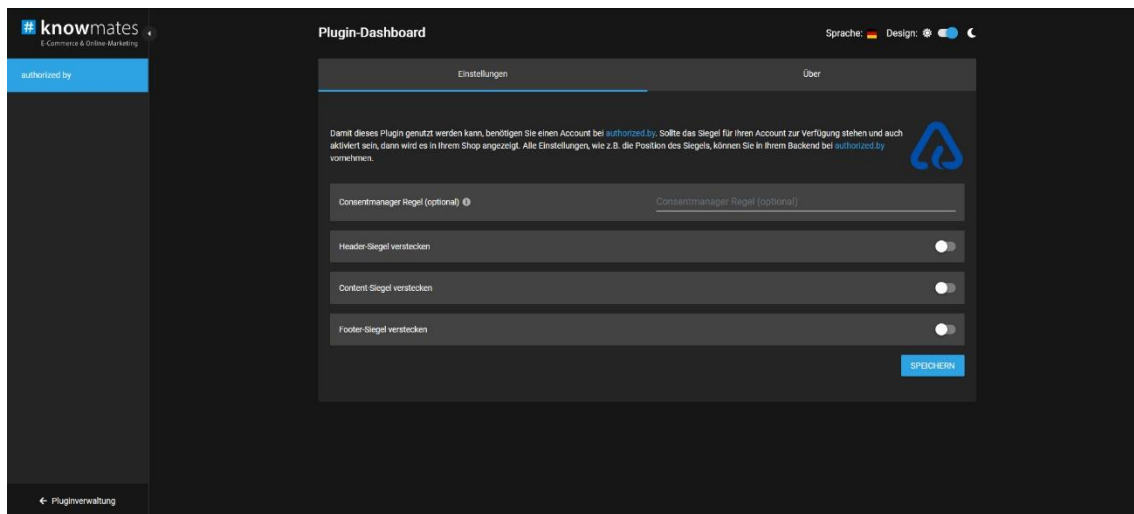 # knowmates
E-Commerce & Online-Marketing
authorized by
Plugin-Dashboard
Sprache: Design:
Einstellungen
Über
Damit dieses Plugin genutzt werden kann, benötigen Sie einen Account bei authorized.by. Sollte das Siegel für Ihren Account zur Verfügung stehen und auch
aktiviert sein, dann wird es in Ihrem Shop angezeigt. Alle Einstellungen, wie z.B. die Position des Siegels, können Sie in Ihrem Backend bei authorized.by
vornehmen.
Consentmanager Regel (optional)
Consentmanager Regel (optional)
Header-Siegel verstecken
Content-Siegel verstecken
Footer-Siegel verstecken
SPEICHERN
← Pluginverwaltung